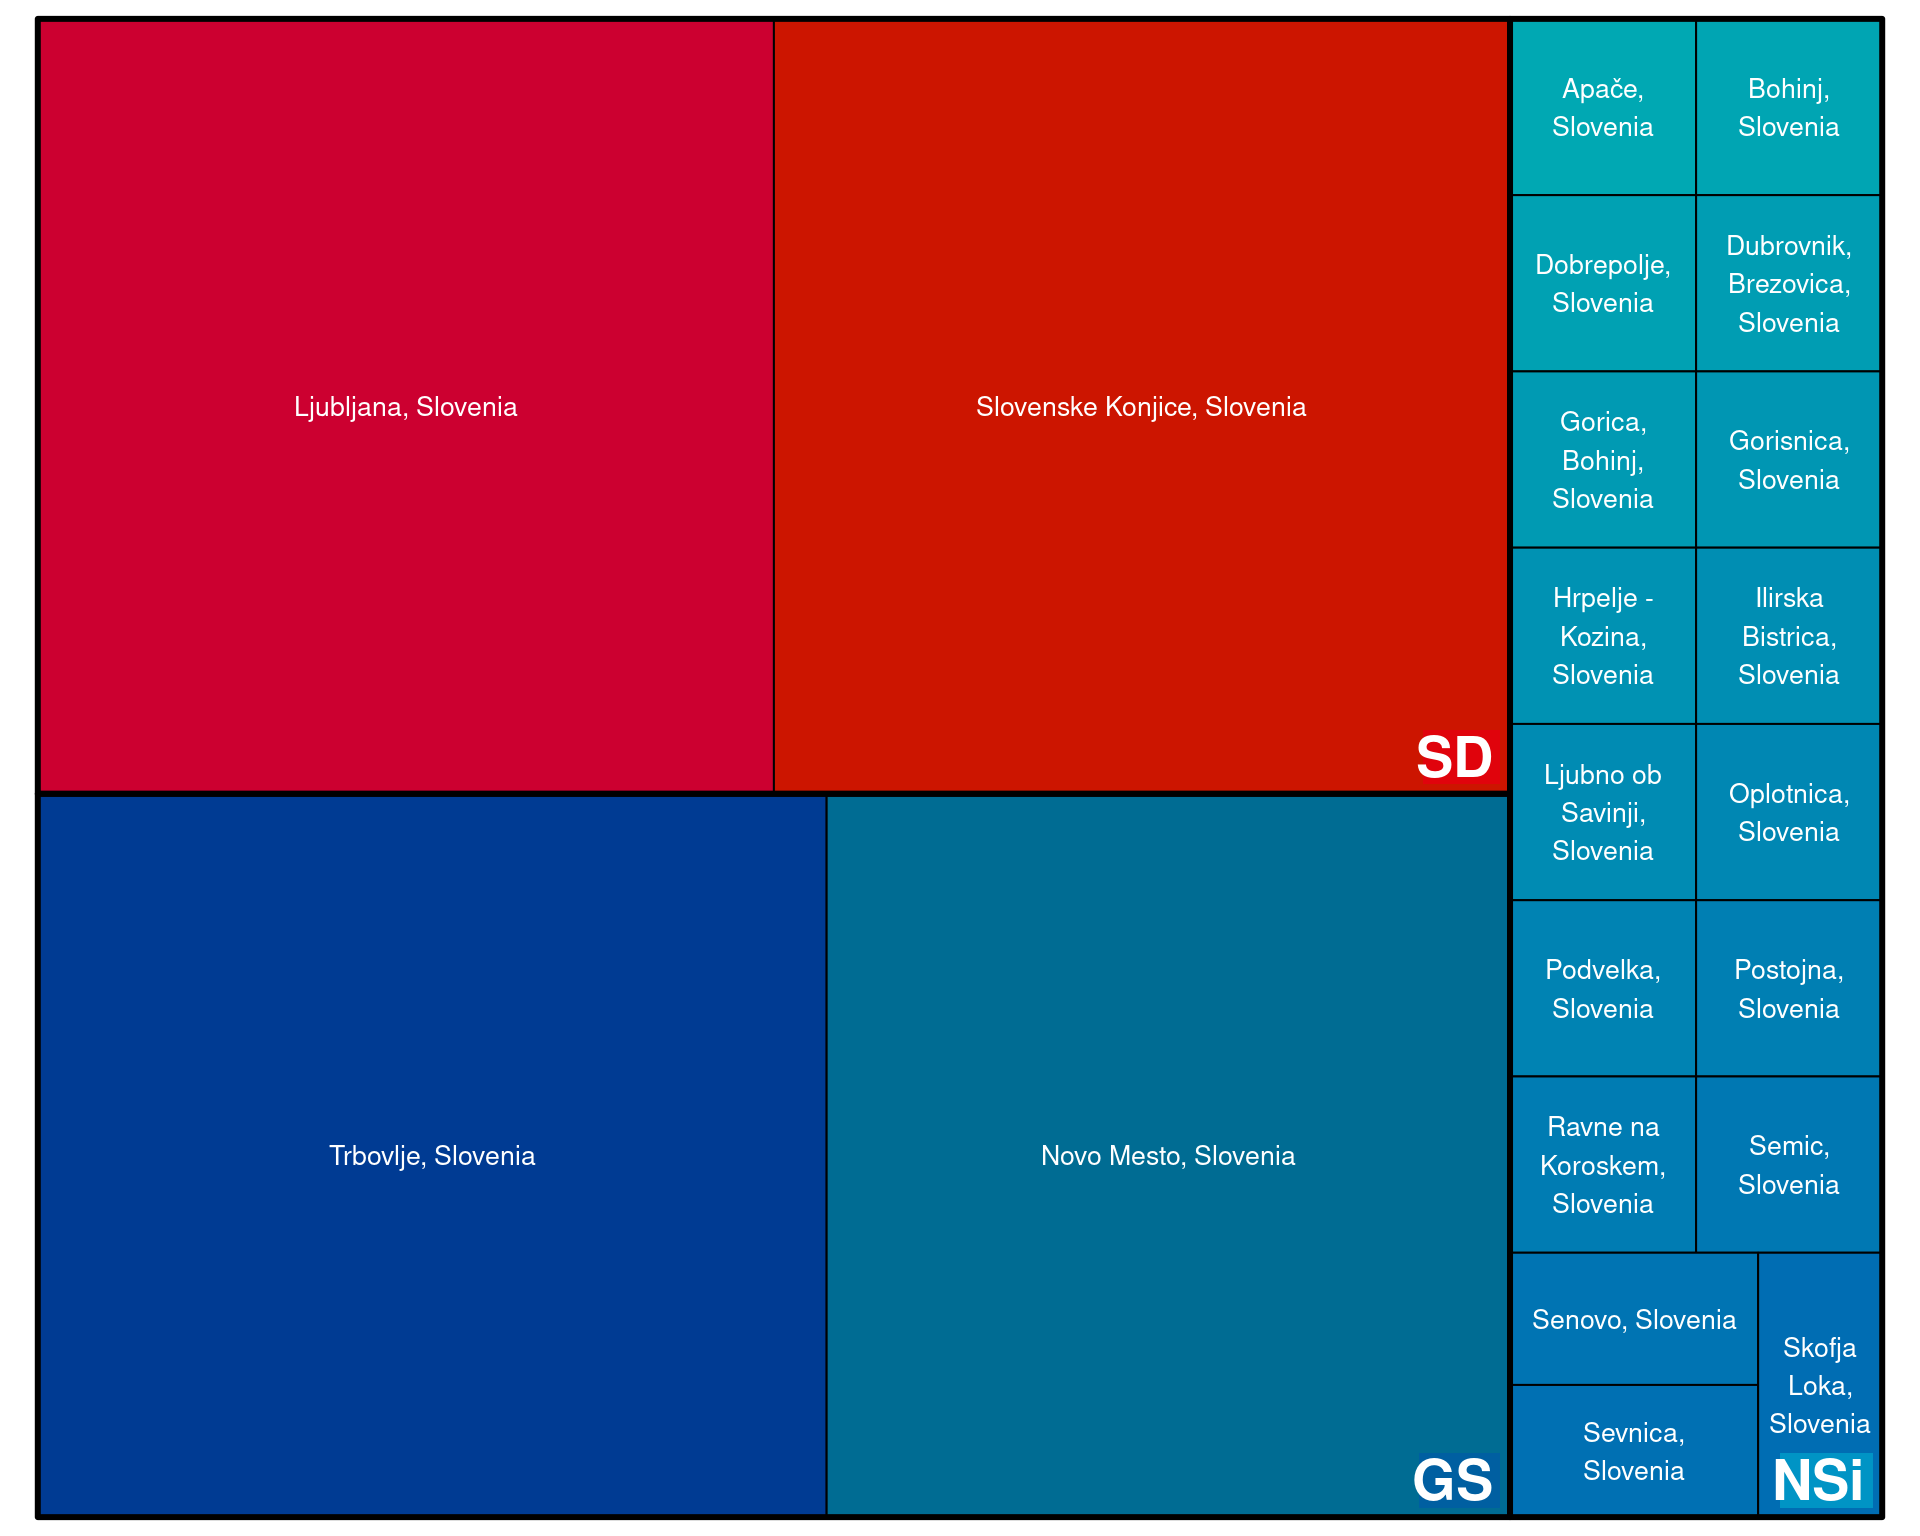 Ljubljana, Slovenia
Slovenske Konjice, Slovenia
SD
Trbovlje, Slovenia
Novo Mesto, Slovenia
GS
Apače,
Slovenia
Bohinj,
Slovenia
Dobrepolje,
Slovenia
Dubrovnik,
Brezovica,
Slovenia
Gorica,
Bohinj,
Slovenia
Gorisnica,
Slovenia
Hrpelje -
Kozina,
Slovenia
Ilirska
Bistrica,
Slovenia
Ljubno ob
Savinji,
Slovenia
Oplotnica,
Slovenia
Podvelka,
Slovenia
Postojna,
Slovenia
Ravne na
Koroskem,
Slovenia
Semic,
Slovenia
Senovo, Slovenia
Sevnica,
Slovenia
Skofja
Loka,
Slovenia
NSi